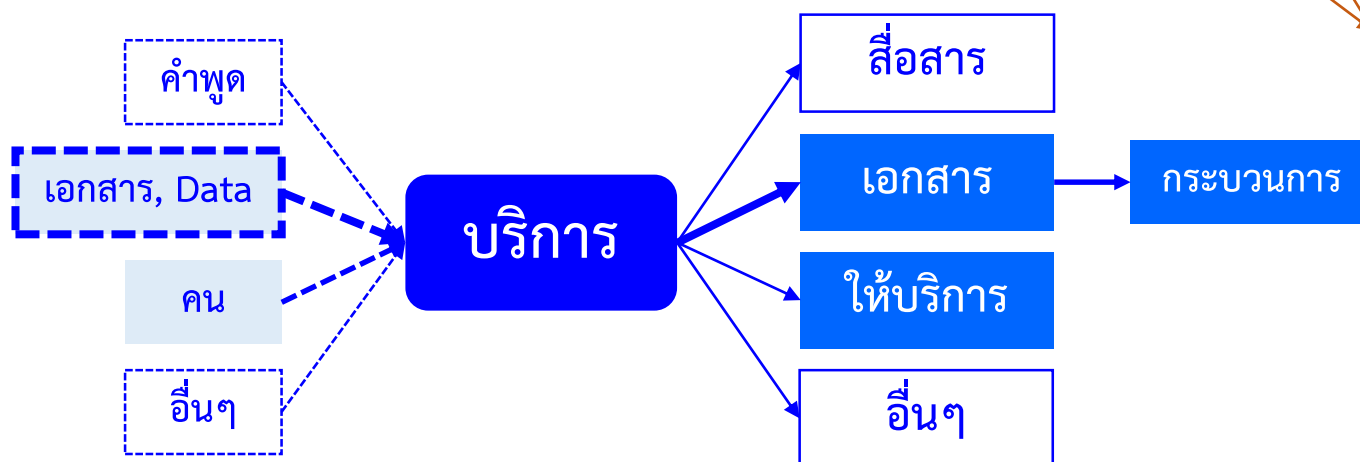 คำพูด
เอกสาร, Data
คน
อื่นๆ
บริการ
สื่อสาร
เอกสาร
ให้บริการ
อื่นๆ
กระบวนการ